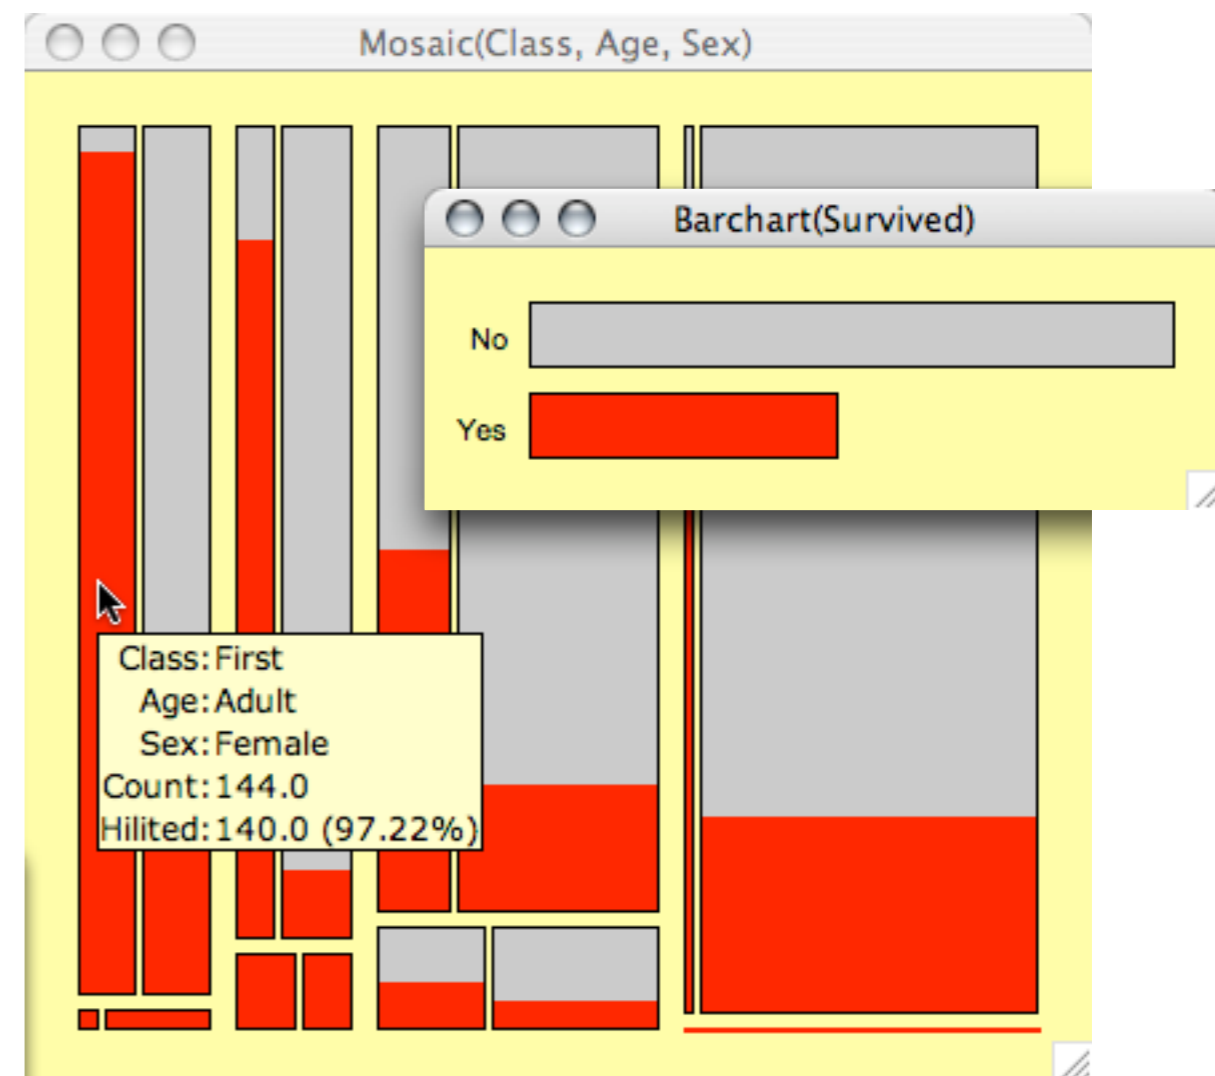 Mosaic(Class, Age, Sex)
Barchart(Survived)
No
Yes
Class: First
Age: Adult
Sex: Female
Count: 144.0
Hilited: 140.0 (97.22%)